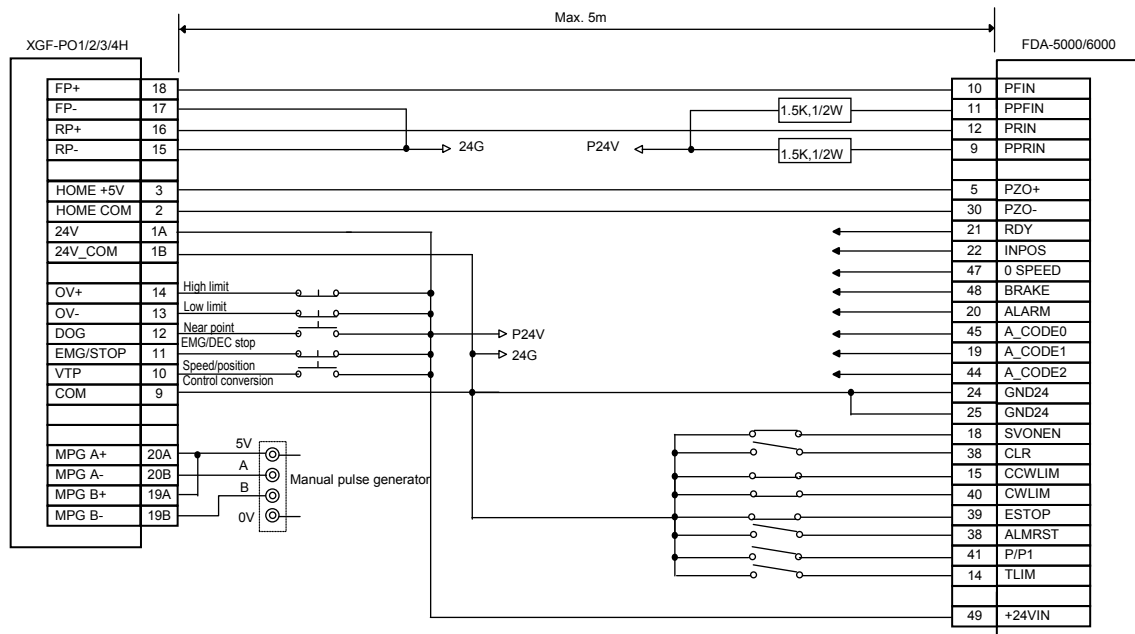 Max. 5m
XGF-PO1/2/3/4H
FDA-5000/6000
FP+ 18
FP- 17
RP+ 16
RP- 15
HOME +5V 3
HOME COM 2
24V 1A
24V_COM 1B
OV+ 14
OV- 13
DOG 12
EMG/STOP 11
VTP 10
COM 9
MPG A+ 20A
MPG A- 20B
MPG B+ 19A
MPG B- 19B
24G
P24V
1.5K,1/2W
1.5K,1/2W
High limit
Low limit
Near point
EMG/DEC stop
Speed/position
Control conversion
P24V
24G
5V
A
B
0V
Manual pulse generator
10 PFIN
11 PPFIN
12 PRIN
9 PPRIN
5 PZO+
30 PZO-
21 RDY
22 INPOS
47 0 SPEED
48 BRAKE
20 ALARM
45 A_CODE0
19 A_CODE1
44 A_CODE2
24 GND24
25 GND24
18 SVONEN
38 CLR
15 CCWLIM
40 CWLIM
39 ESTOP
38 ALMRST
41 P/P1
14 TLIM
49 +24VIN